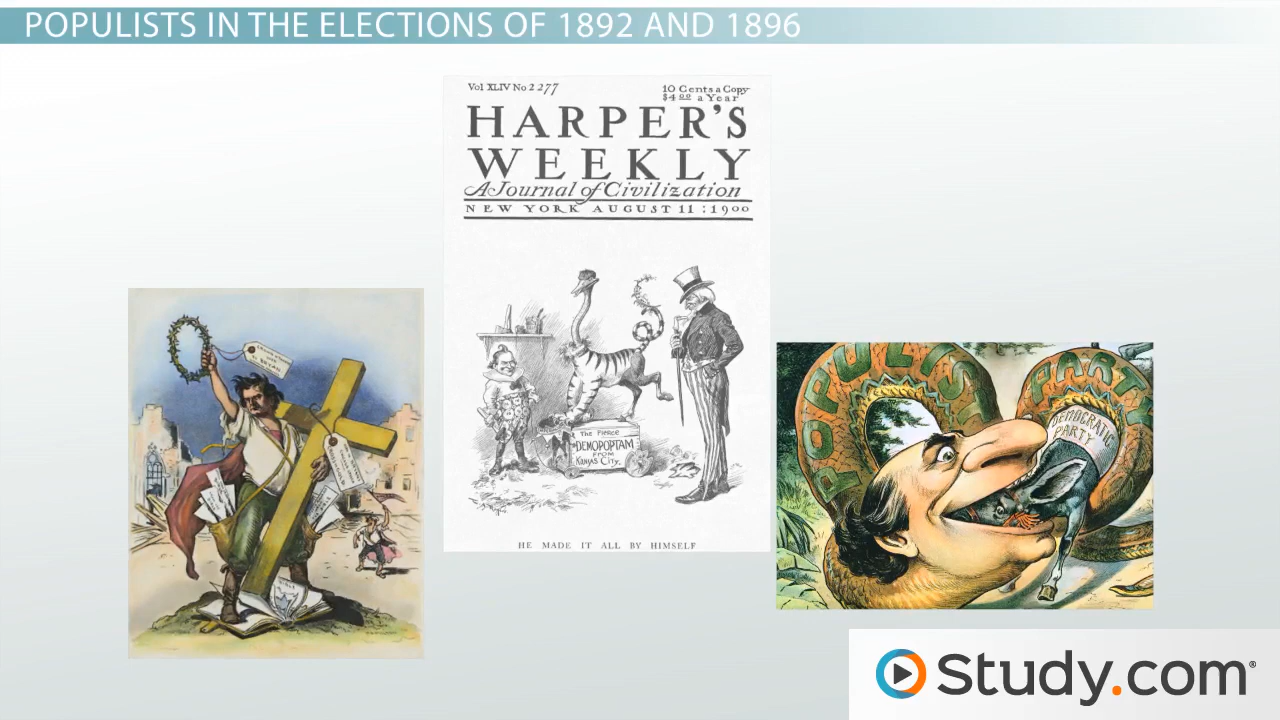 POPULISTS IN THE ELECTIONS OF 1892 AND 1896
Vol XLIV No 2277
10 Cents a Copy
$4 00 a Year
HARPER'S
WEEKLY
A Journal of Civilization
NEW YORK AUGUST 11 : 1900
The Fierce
DEMOPOPTAM
FROM
KANSAS CITY.
HE MADE IT ALL BY HIMSELF
POPULIST
PARTY
DEMOCRATIC
PARTY
Study.com®